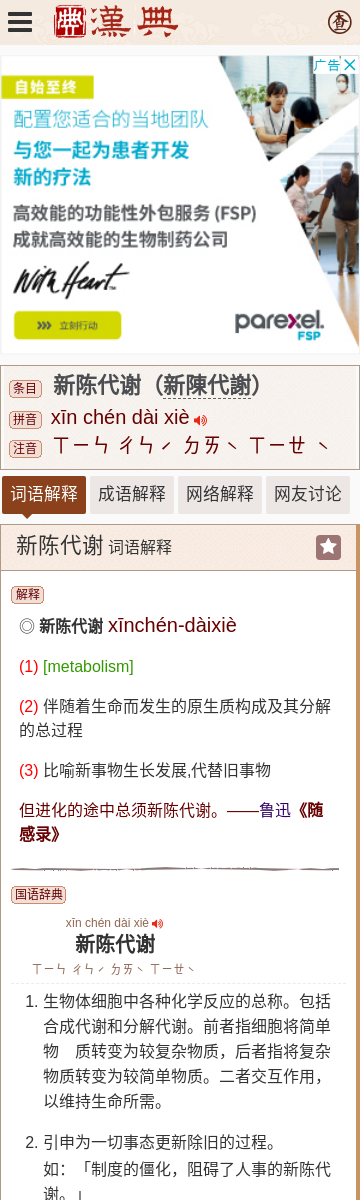 漢典
查
广告
自始至终
配置您适合的当地团队
与您一起为患者开发
新的疗法
高效能的功能性外包服务 (FSP)
成就高效能的生物制药公司
With Heart™
立刻行动
parexel.
FSP
条目 新陈代谢（新陳代謝）
拼音 xīn chén dài xiè
注音 ㄒㄧㄣ ㄔㄣˊ ㄉㄞˋ ㄒㄧㄝˋ
词语解释 成语解释 网络解释 网友讨论
新陈代谢 词语解释
解释
◎ 新陈代谢 xīnchén-dàixiè
(1) [metabolism]
(2) 伴随着生命而发生的原生质构成及其分解
的总过程
(3) 比喻新事物生长发展,代替旧事物
但进化的途中总须新陈代谢。——鲁迅《随
感录》
国语辞典
xīn chén dài xiè
新陈代谢
ㄒㄧㄣ ㄔㄣˊ ㄉㄞˋ ㄒㄧㄝˋ
1. 生物体细胞中各种化学反应的总称。包括
合成代谢和分解代谢。前者指细胞将简单
物　质转变为较复杂物质，后者指将复杂
物质转变为较简单物质。二者交互作用，
以维持生命所需。
2. 引申为一切事态更新除旧的过程。
如：「制度的僵化，阻碍了人事的新陈代
谢。」